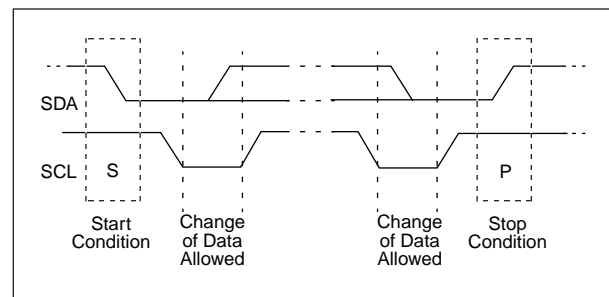 SDA
SCL
S
P
Start
Condition
Change
of Data
Allowed
Change
of Data
Allowed
Stop
Condition